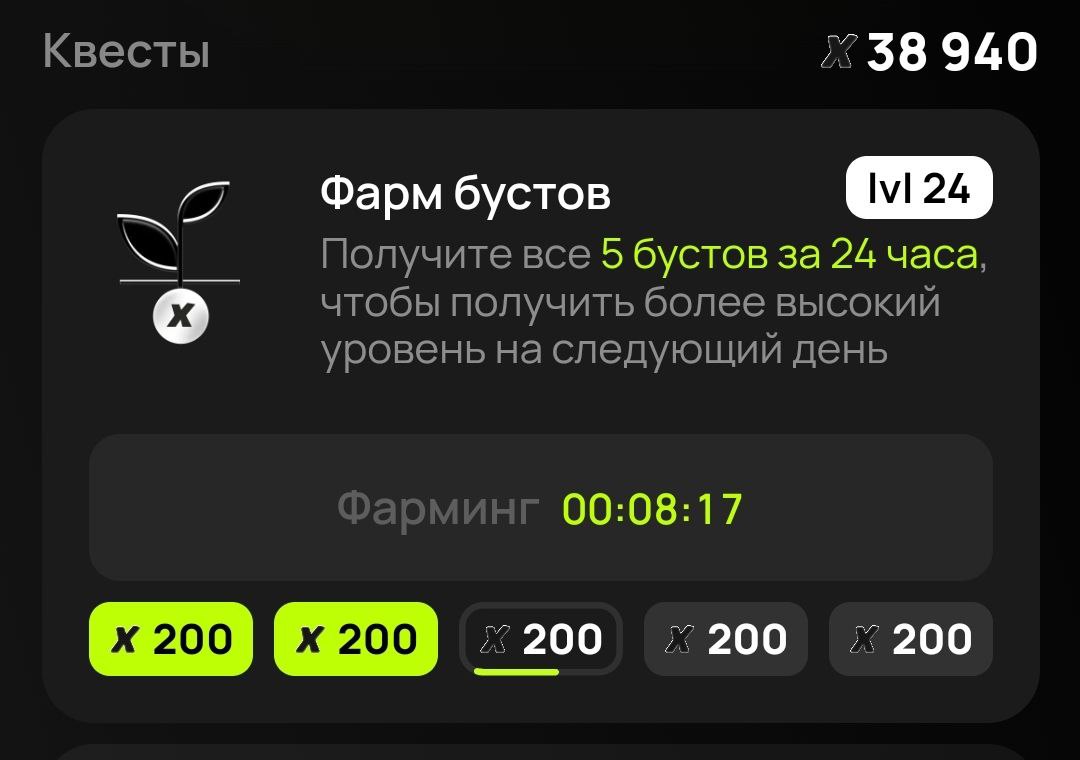 Квесты
X 38 940
Фарм бустов
lvl 24
Получите все 5 бустов за 24 часа,
чтобы получить более высокий
уровень на следующий день
X
Фарминг 00:08:17
X 200
X 200
X 200
X 200
X 200